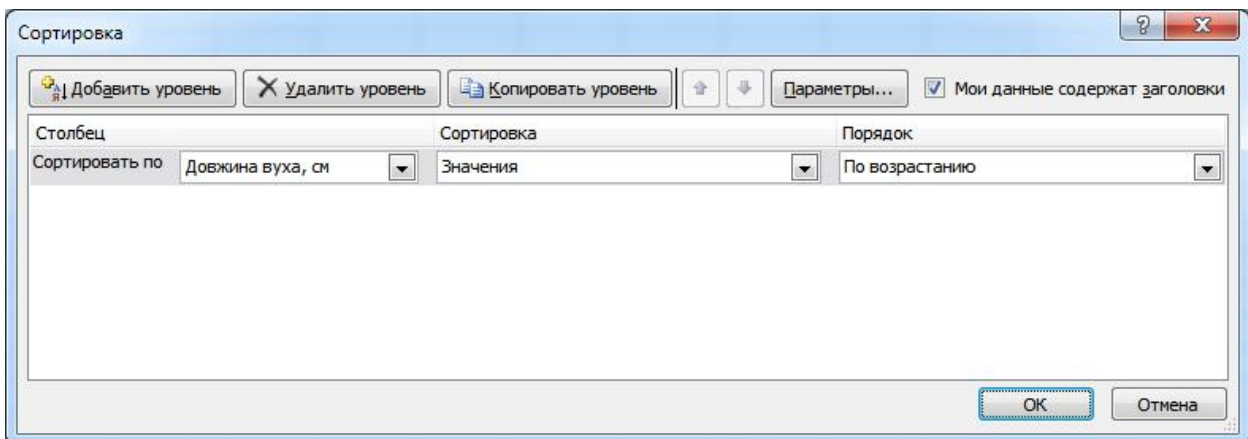 Сортировка
Добавить уровень Удалить уровень Копировать уровень Параметры... Мои данные содержат заголовки
Столбец Сортировка Порядок
Сортировать по Довжина вуха, см Значения По возрастанию
ОК Отмена